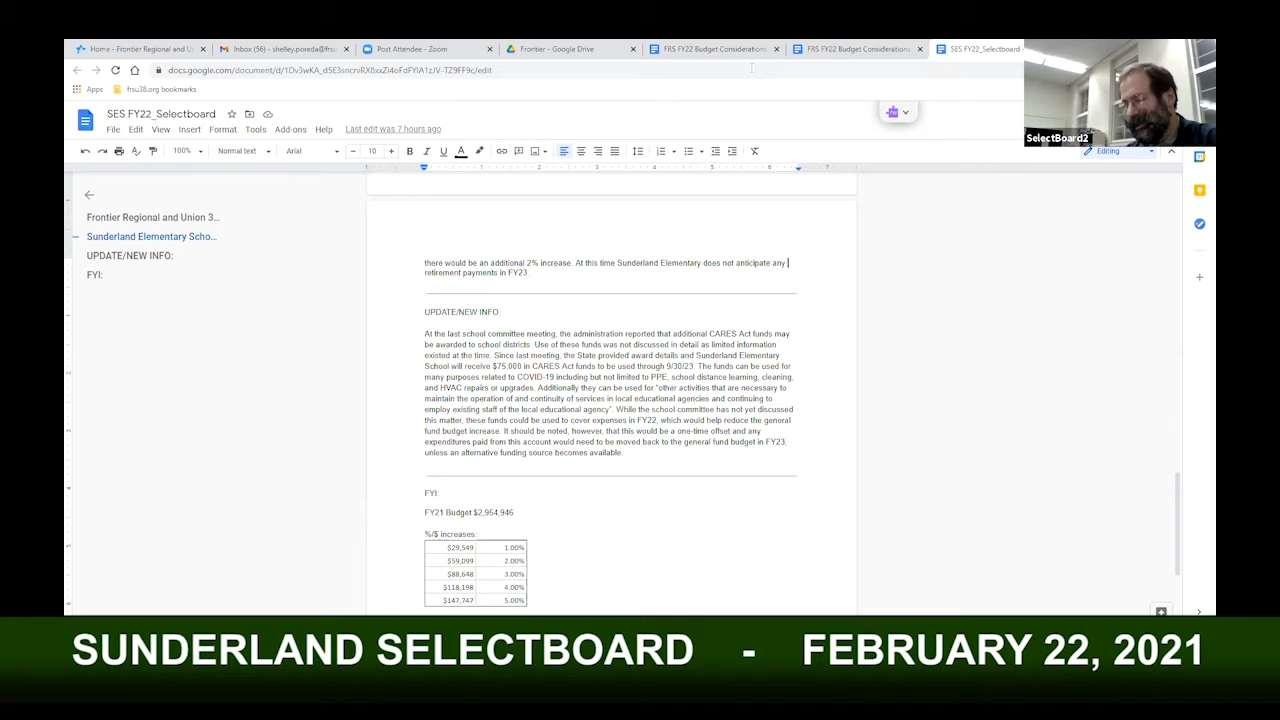 Home - Frontier Regional and U
Inbox (56) - shelley.poreda@frsu
Post Attendee - Zoom
Frontier - Google Drive
FRS FY22 Budget Consideration
FRS FY22 Budget Consideration
SES FY22_Selectboard
Apps
frsu38.org bookmarks
SelectBoard2
SES FY22_Selectboard
File Edit View Insert Format Tools Add-ons Help Last edit was 7 hours ago
100% Normal text Arial 10 Editing
Frontier Regional and Union 3...
Sunderland Elementary Scho...
UPDATE/NEW INFO:
FYI:
there would be an additional 2% increase. At this time Sunderland Elementary does not anticipate any
retirement payments in FY23.
UPDATE/NEW INFO:
At the last school committee meeting, the administration reported that additional CARES Act funds may
be awarded to school districts. Use of these funds was not discussed in detail as limited information
existed at the time. Since last meeting, the State provided award details and Sunderland Elementary
School will receive $75,000 in CARES Act funds to be used through 9/30/23. The funds can be used for
many purposes related to COVID-19 including but not limited to PPE, school distance learning, cleaning,
and HVAC repairs or upgrades. Additionally they can be used for "other activities that are necessary to
maintain the operation of and continuity of services in local educational agencies and continuing to
employ existing staff of the local educational agency". While the school committee has not yet discussed
this matter, these funds could be used to cover expenses in FY22, which would help reduce the general
fund budget increase. It should be noted, however, that this would be a one-time offset and any
expenditures paid from this account would need to be moved back to the general fund budget in FY23,
unless an alternative funding source becomes available.
FYI:
FY21 Budget $2,954,946
%/$ increases:
$29,549 1.00%
$59,099 2.00%
$88,648 3.00%
$118,198 4.00%
$147,747 5.00%
SUNDERLAND SELECTBOARD - FEBRUARY 22, 2021